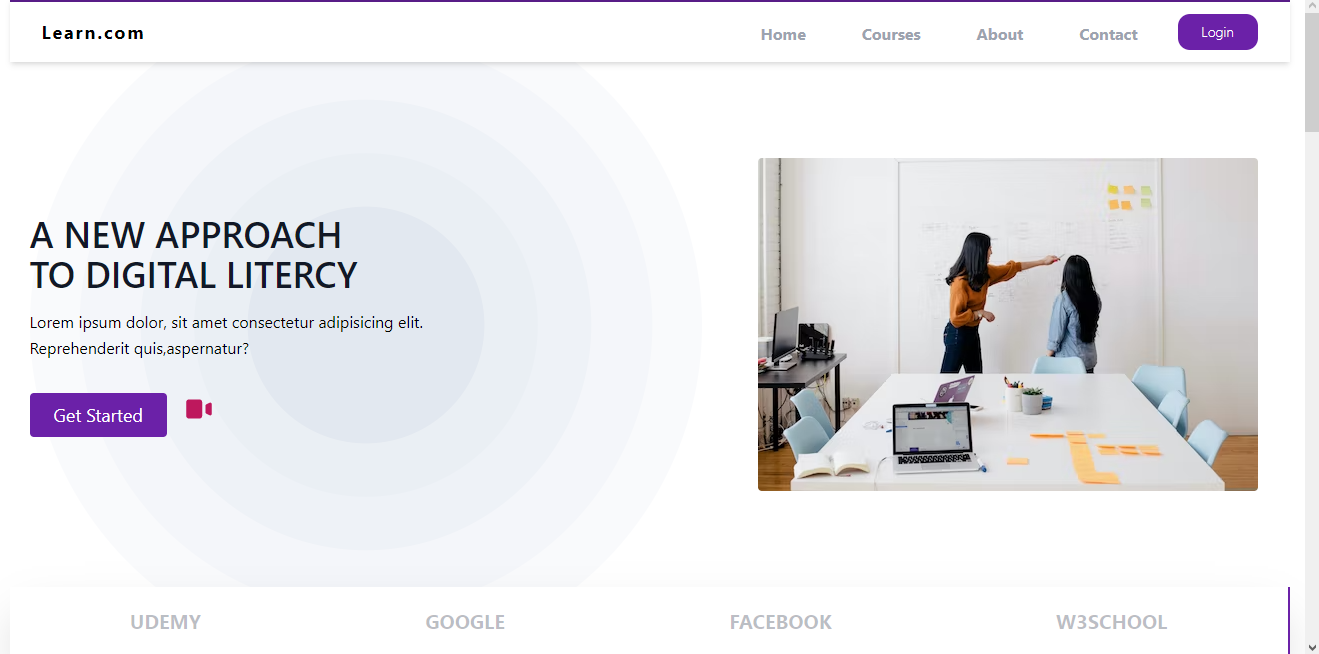 Learn.com
Home
Courses
About
Contact
Login
A NEW APPROACH
TO DIGITAL LITERCY
Lorem ipsum dolor, sit amet consectetur adipisicing elit.
Reprehenderit quis,aspernatur?
Get Started
UDEMY
GOOGLE
FACEBOOK
W3SCHOOL